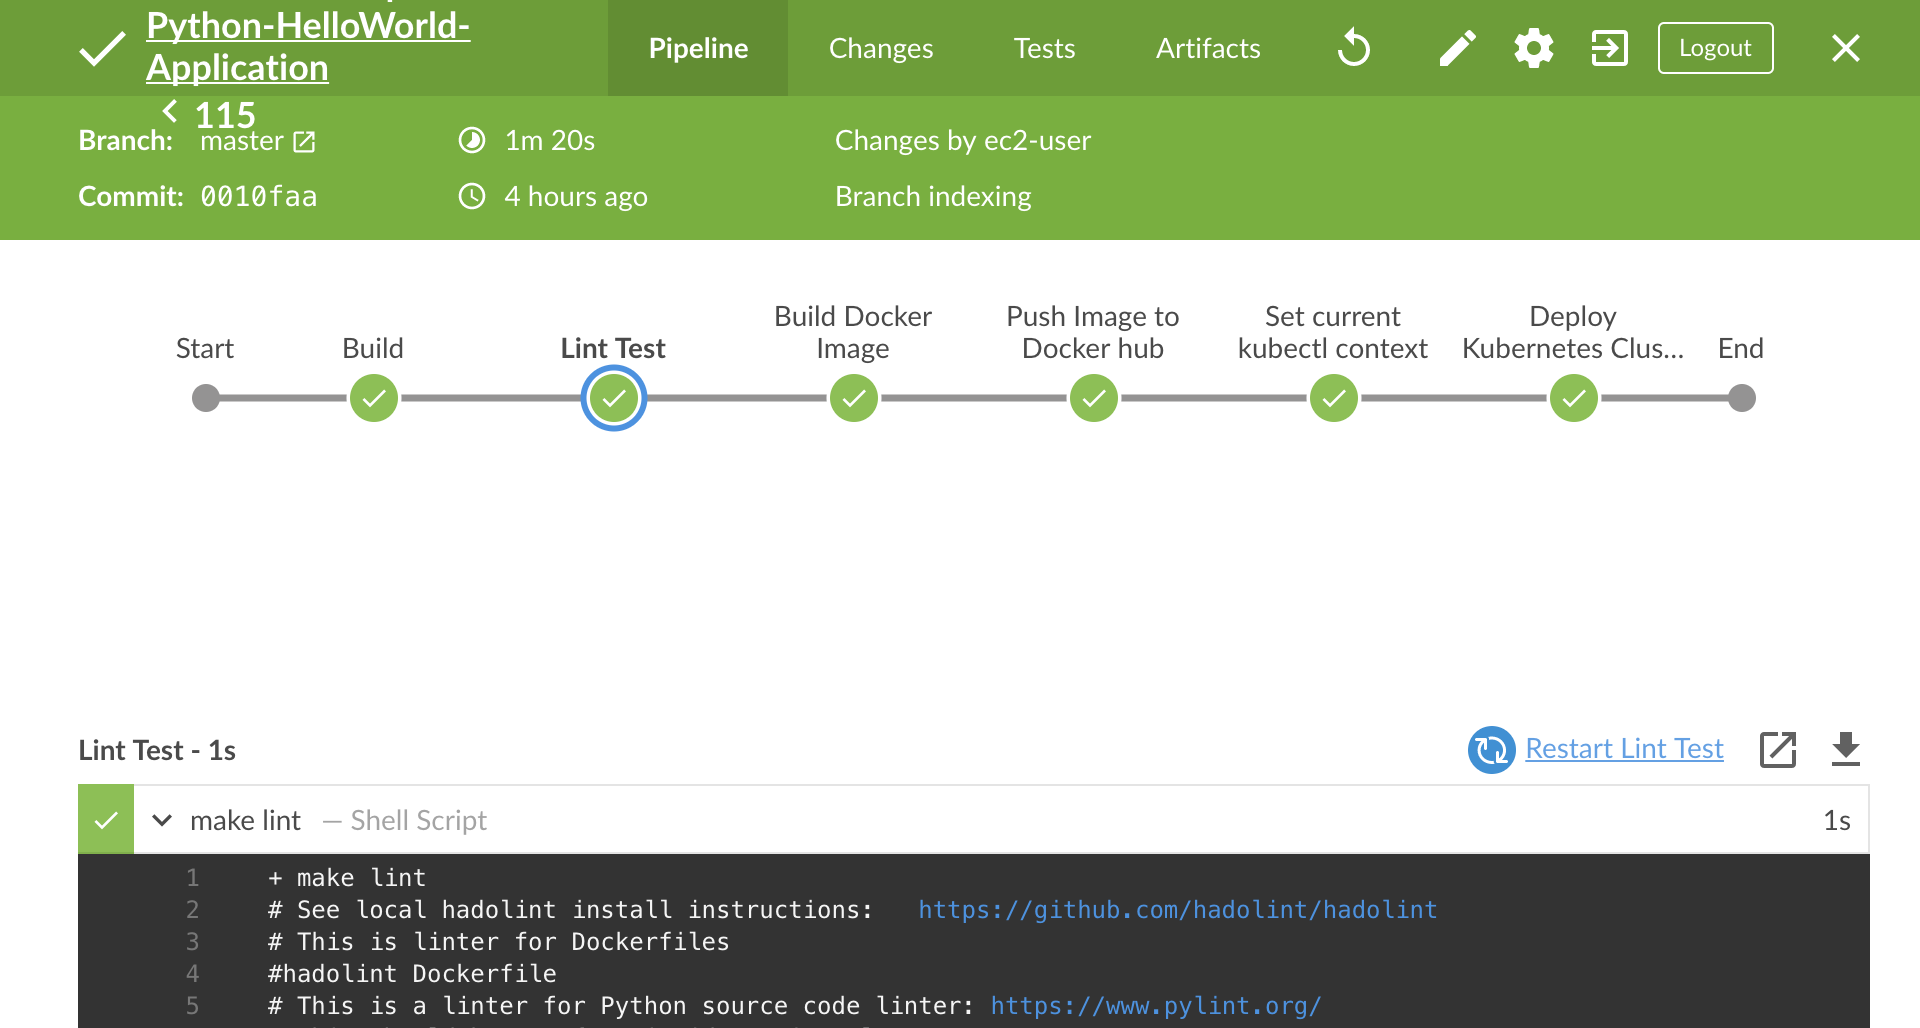 Python-HelloWorld-
Application
< 115
Pipeline
Changes
Tests
Artifacts
Logout
Branch: master
1m 20s
Changes by ec2-user
Commit: 0010faa
4 hours ago
Branch indexing
Start
Build
Lint Test
Build Docker
Image
Push Image to
Docker hub
Set current
kubectl context
Deploy
Kubernetes Clus...
End
Lint Test - 1s
Restart Lint Test
make lint — Shell Script
1s
1 + make lint
2 # See local hadolint install instructions: https://github.com/hadolint/hadolint
3 # This is linter for Dockerfiles
4 #hadolint Dockerfile
5 # This is a linter for Python source code linter: https://www.pylint.org/